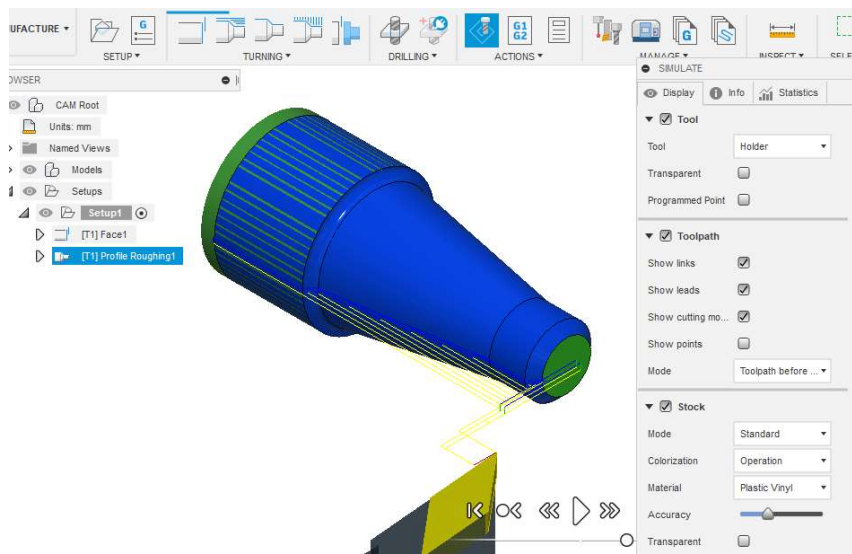 UFACTURE
G
G1
G2
G
SETUP
TURNING
DRILLING
ACTIONS
MANAGE
INSPECT
SELE
OWSER
SIMULATE
Display
Info
Statistics
CAM Root
Units: mm
Named Views
Models
Setups
Setup1
[T1] Face1
[T1] Profile Roughing1
Tool
Tool Holder
Transparent
Programmed Point
Toolpath
Show links
Show leads
Show cutting mo...
Show points
Mode Toolpath before ...
Stock
Mode Standard
Colorization Operation
Material Plastic Vinyl
Accuracy
Transparent